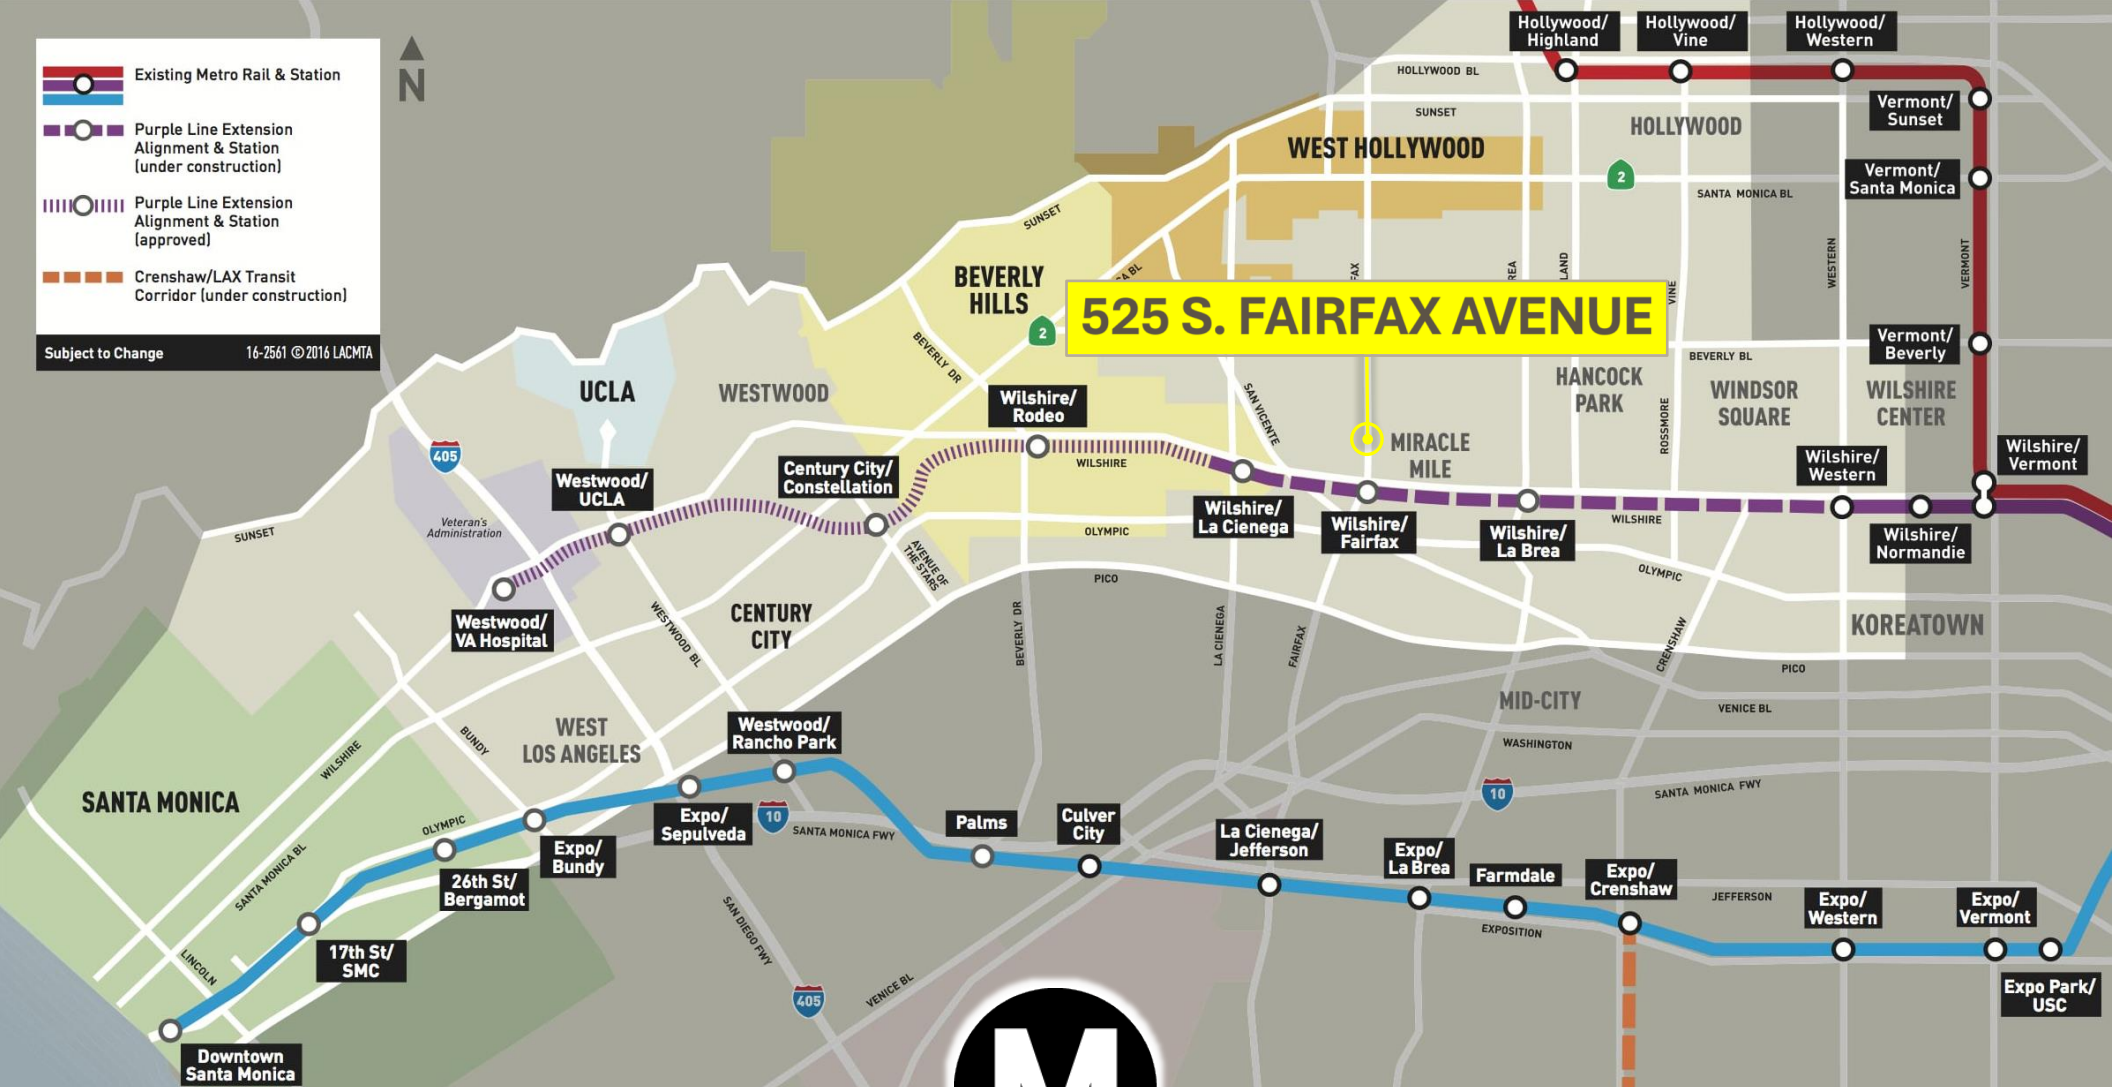 Existing Metro Rail & Station
Purple Line Extension
Alignment & Station
(under construction)
Purple Line Extension
Alignment & Station
(approved)
Crenshaw/LAX Transit
Corridor (under construction)
Subject to Change
16-2561 © 2016 LACMTA
N
Hollywood/
Highland
Hollywood/
Vine
Hollywood/
Western
HOLLYWOOD BL
SUNSET
Vermont/
Sunset
HOLLYWOOD
WEST HOLLYWOOD
2
SANTA MONICA BL
Vermont/
Santa Monica
SUNSET
BEVERLY
HILLS
CA BL
FAX
REA
LAND
VINE
WESTERN
VERMONT
2
525 S. FAIRFAX AVENUE
BEVERLY DR
BEVERLY BL
Vermont/
Beverly
UCLA
WESTWOOD
Wilshire/
Rodeo
SAN VICENTE
HANCOCK
PARK
ROSSMORE
WINDSOR
SQUARE
WILSHIRE
CENTER
405
MIRACLE
MILE
Wilshire/
Vermont
Westwood/
UCLA
Century City/
Constellation
WILSHIRE
Wilshire/
Western
Veteran's
Administration
SUNSET
Wilshire/
La Cienega
Wilshire/
Fairfax
Wilshire/
La Brea
WILSHIRE
Wilshire/
Normandie
OLYMPIC
AVENUE OF
THE STARS
PICO
OLYMPIC
Westwood/
VA Hospital
WESTWOOD BL
CENTURY
CITY
BEVERLY DR
LA CIENEGA
FAIRFAX
CRENSHAW
KOREATOWN
PICO
MID-CITY
VENICE BL
WASHINGTON
WILSHIRE
BUNDY
WEST
LOS ANGELES
Westwood/
Rancho Park
SANTA MONICA
10
SANTA MONICA FWY
OLYMPIC
Expo/
Bundy
Expo/
Sepulveda
10
SANTA MONICA FWY
Palms
Culver
City
La Cienega/
Jefferson
Expo/
La Brea
Farmdale
Expo/
Crenshaw
JEFFERSON
Expo/
Western
Expo/
Vermont
SANTA MONICA BL
26th St/
Bergamot
EXPOSITION
SAN DIEGO FWY
LINCOLN
17th St/
SMC
405
VENICE BL
Expo Park/
USC
Downtown
Santa Monica
M